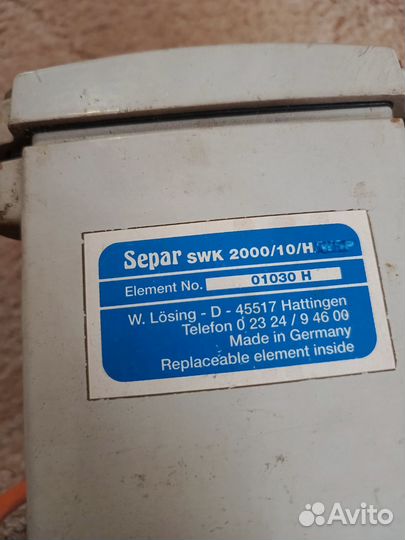 Separ SWK 2000/10/H
Element No. 01030 H
W. Lösing - D - 45517 Hattingen
Telefon 0 23 24 / 9 46 00
Made in Germany
Replaceable element inside
Avito